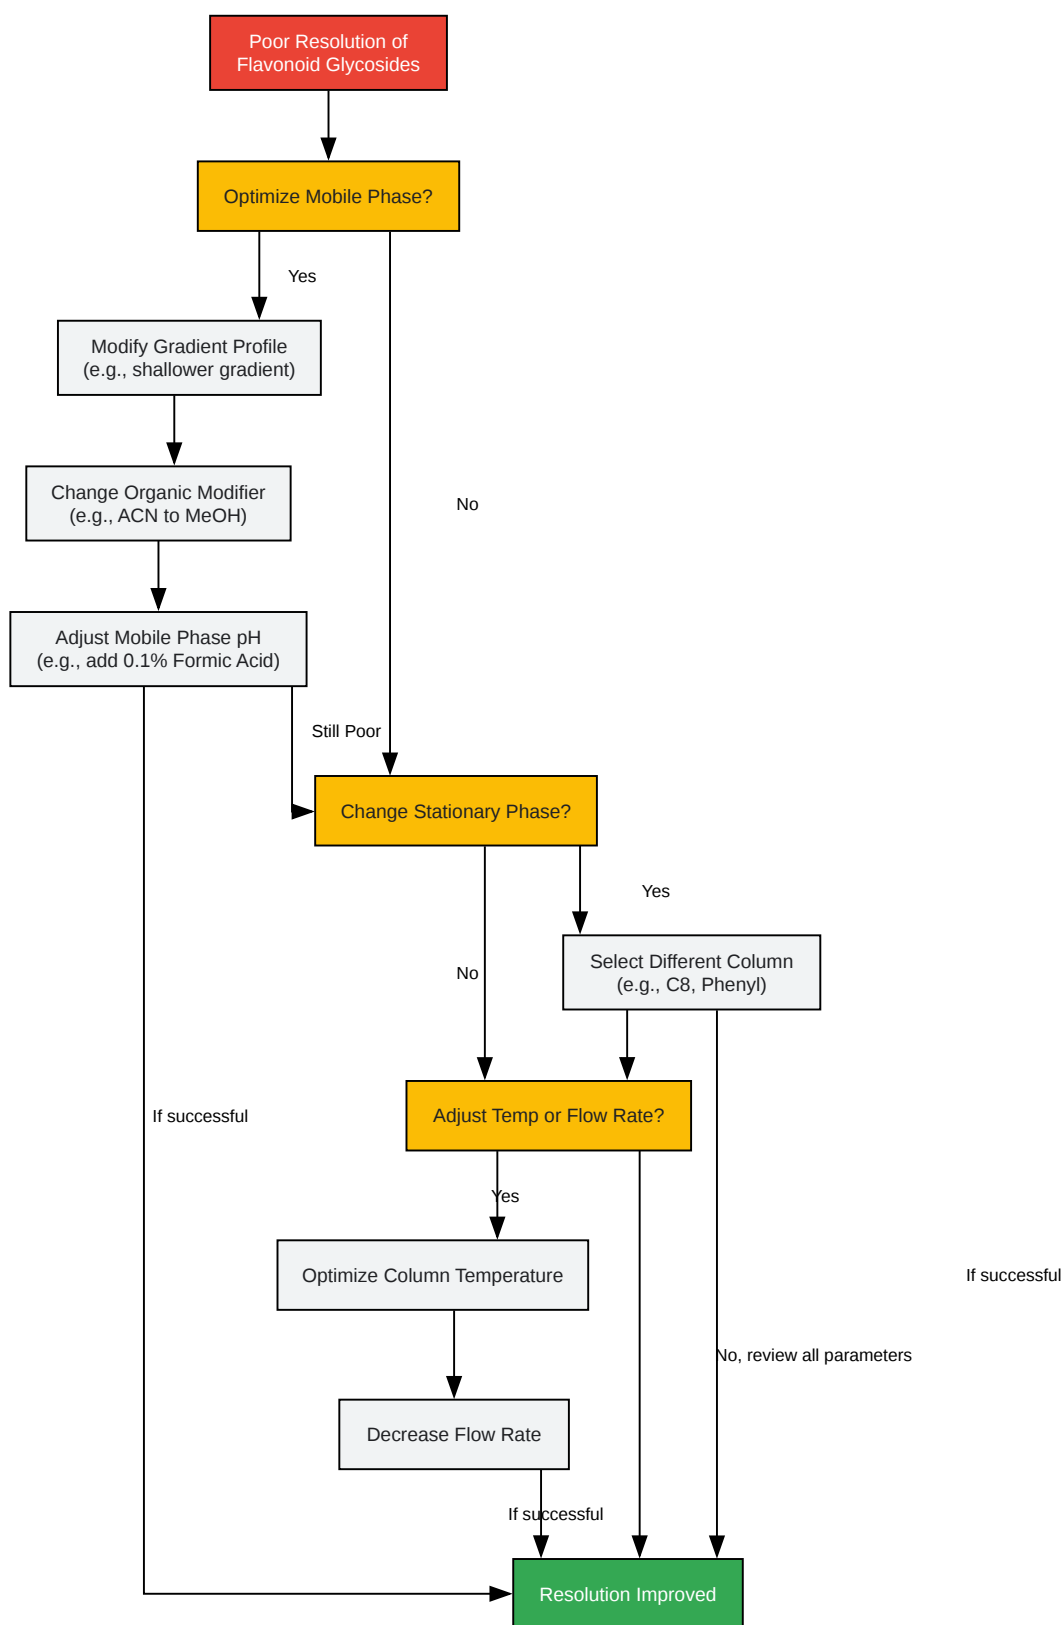 Poor Resolution of
Flavonoid Glycosides
Optimize Mobile Phase?
Yes
Modify Gradient Profile
(e.g., shallower gradient)
Change Organic Modifier
(e.g., ACN to MeOH)
No
Adjust Mobile Phase pH
(e.g., add 0.1% Formic Acid)
Still Poor
Change Stationary Phase?
Yes
Select Different Column
(e.g., C8, Phenyl)
No
Adjust Temp or Flow Rate?
If successful
Yes
Optimize Column Temperature
If successful
No, review all parameters
Decrease Flow Rate
If successful
Resolution Improved